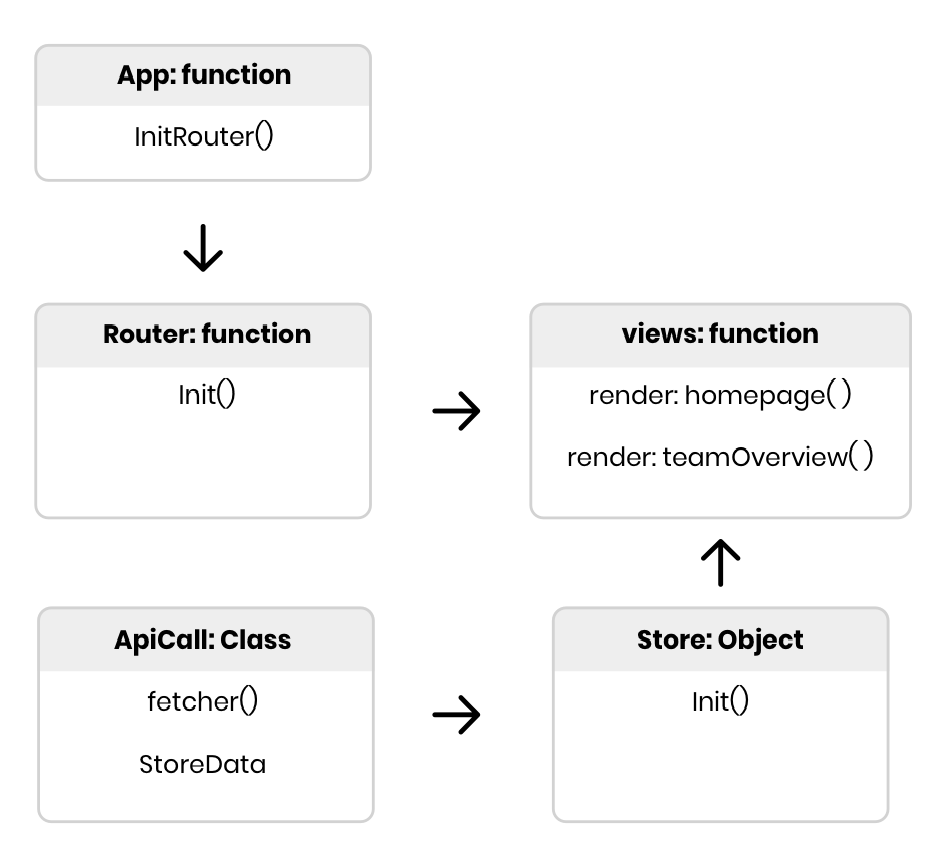 App: function
InitRouter()
Router: function
Init()
views: function
render: homepage( )
render: teamOverview( )
ApiCall: Class
fetcher()
StoreData
Store: Object
Init()